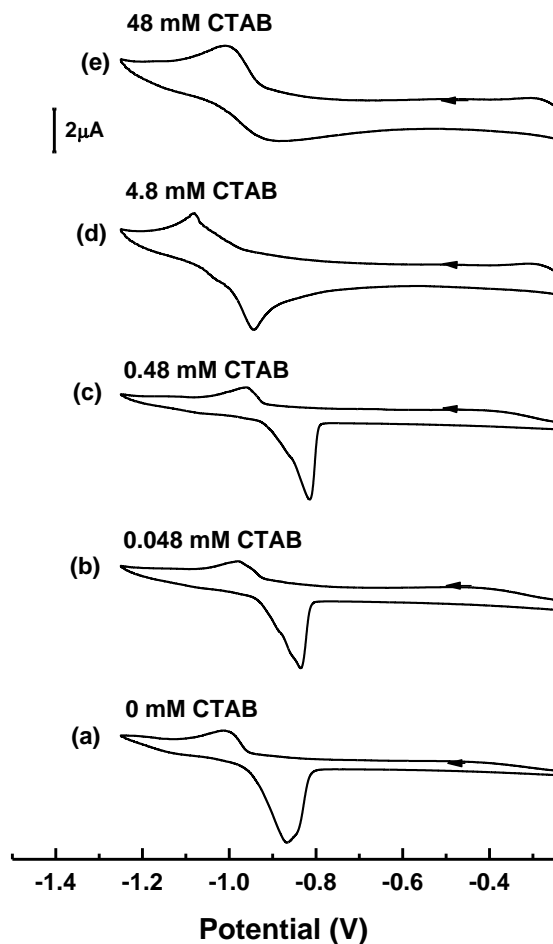 48 mM CTAB
(e)
2μA
4.8 mM CTAB
(d)
0.48 mM CTAB
(c)
0.048 mM CTAB
(b)
0 mM CTAB
(a)
-1.4 -1.2 -1.0 -0.8 -0.6 -0.4
Potential (V)